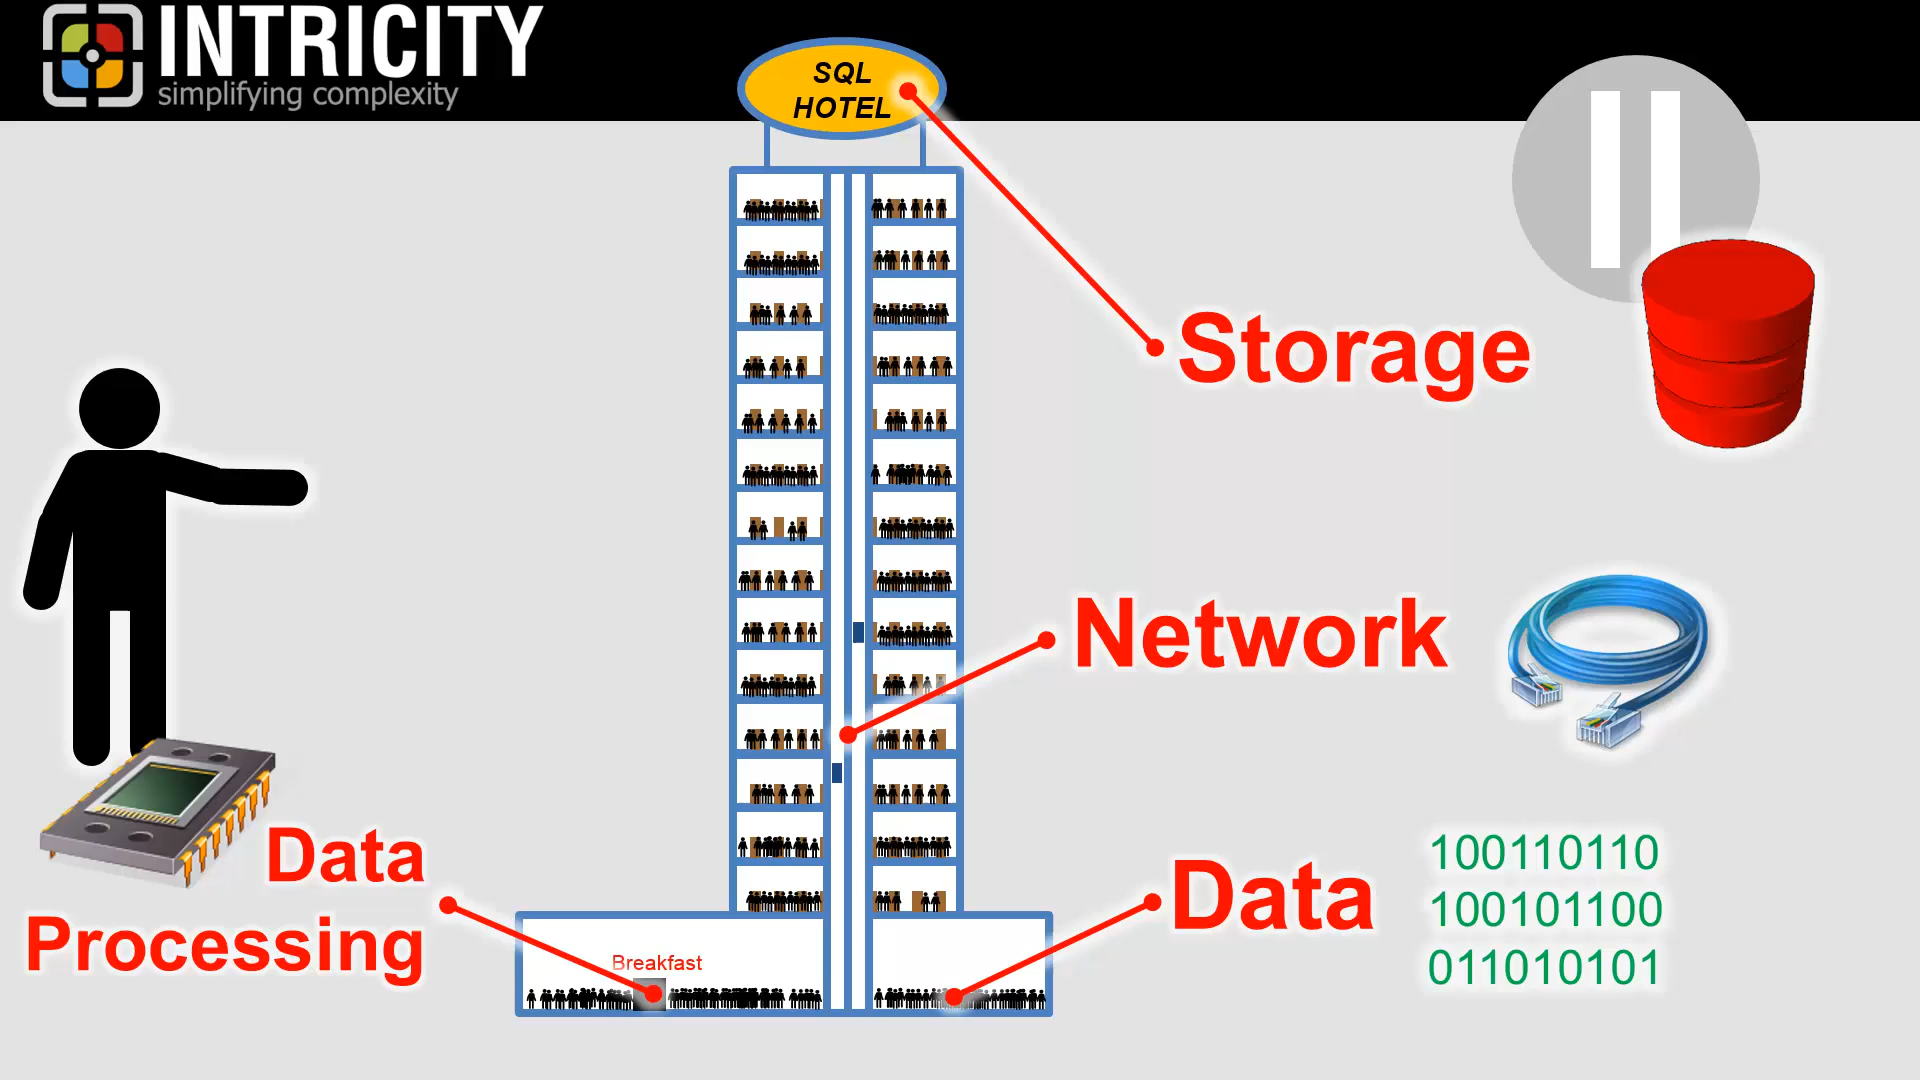 INTRICITY
simplifying complexity
SQL
HOTEL
Storage
Network
Data
Processing
Breakfast
Data
100110110
100101100
011010101